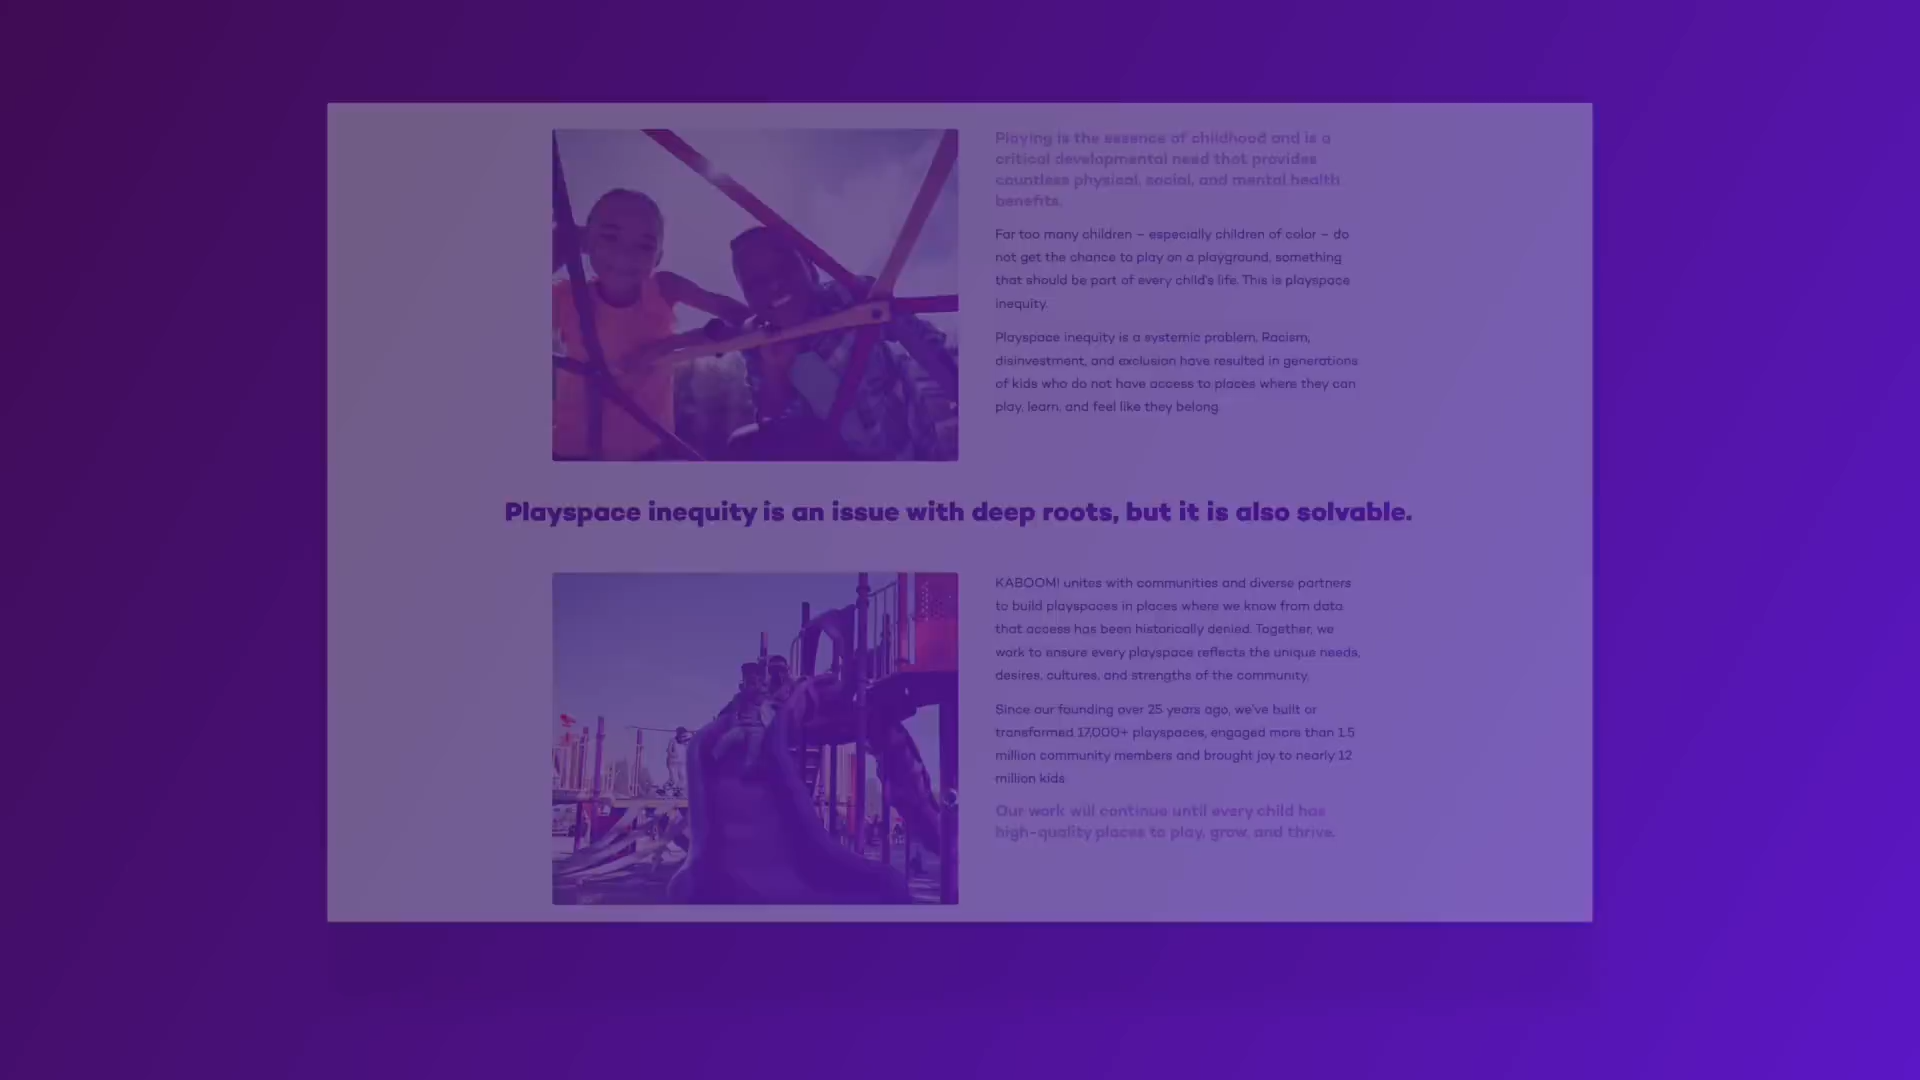 Playing is the essence of childhood and is a
critical developmental need that provides
countless physical, social, and mental health
benefits.
Far too many children – especially children of color – do
not get the chance to play on a playground, something
that should be part of every child's life. This is playspace
inequity.
Playspace inequity is a systemic problem. Racism,
disinvestment, and exclusion have resulted in generations
of kids who do not have access to places where they can
play, learn, and feel like they belong.
Playspace inequity is an issue with deep roots, but it is also solvable.
KABOOM! unites with communities and diverse partners
to build playspaces in places where we know from data
that access has been historically denied. Together, we
work to ensure every playspace reflects the unique needs,
desires, cultures, and strengths of the community.
Since our founding over 25 years ago, we've built or
transformed 17,000+ playspaces, engaged more than 1.5
million community members and brought joy to nearly 12
million kids.
Our work will continue until every child has
high-quality places to play, grow, and thrive.